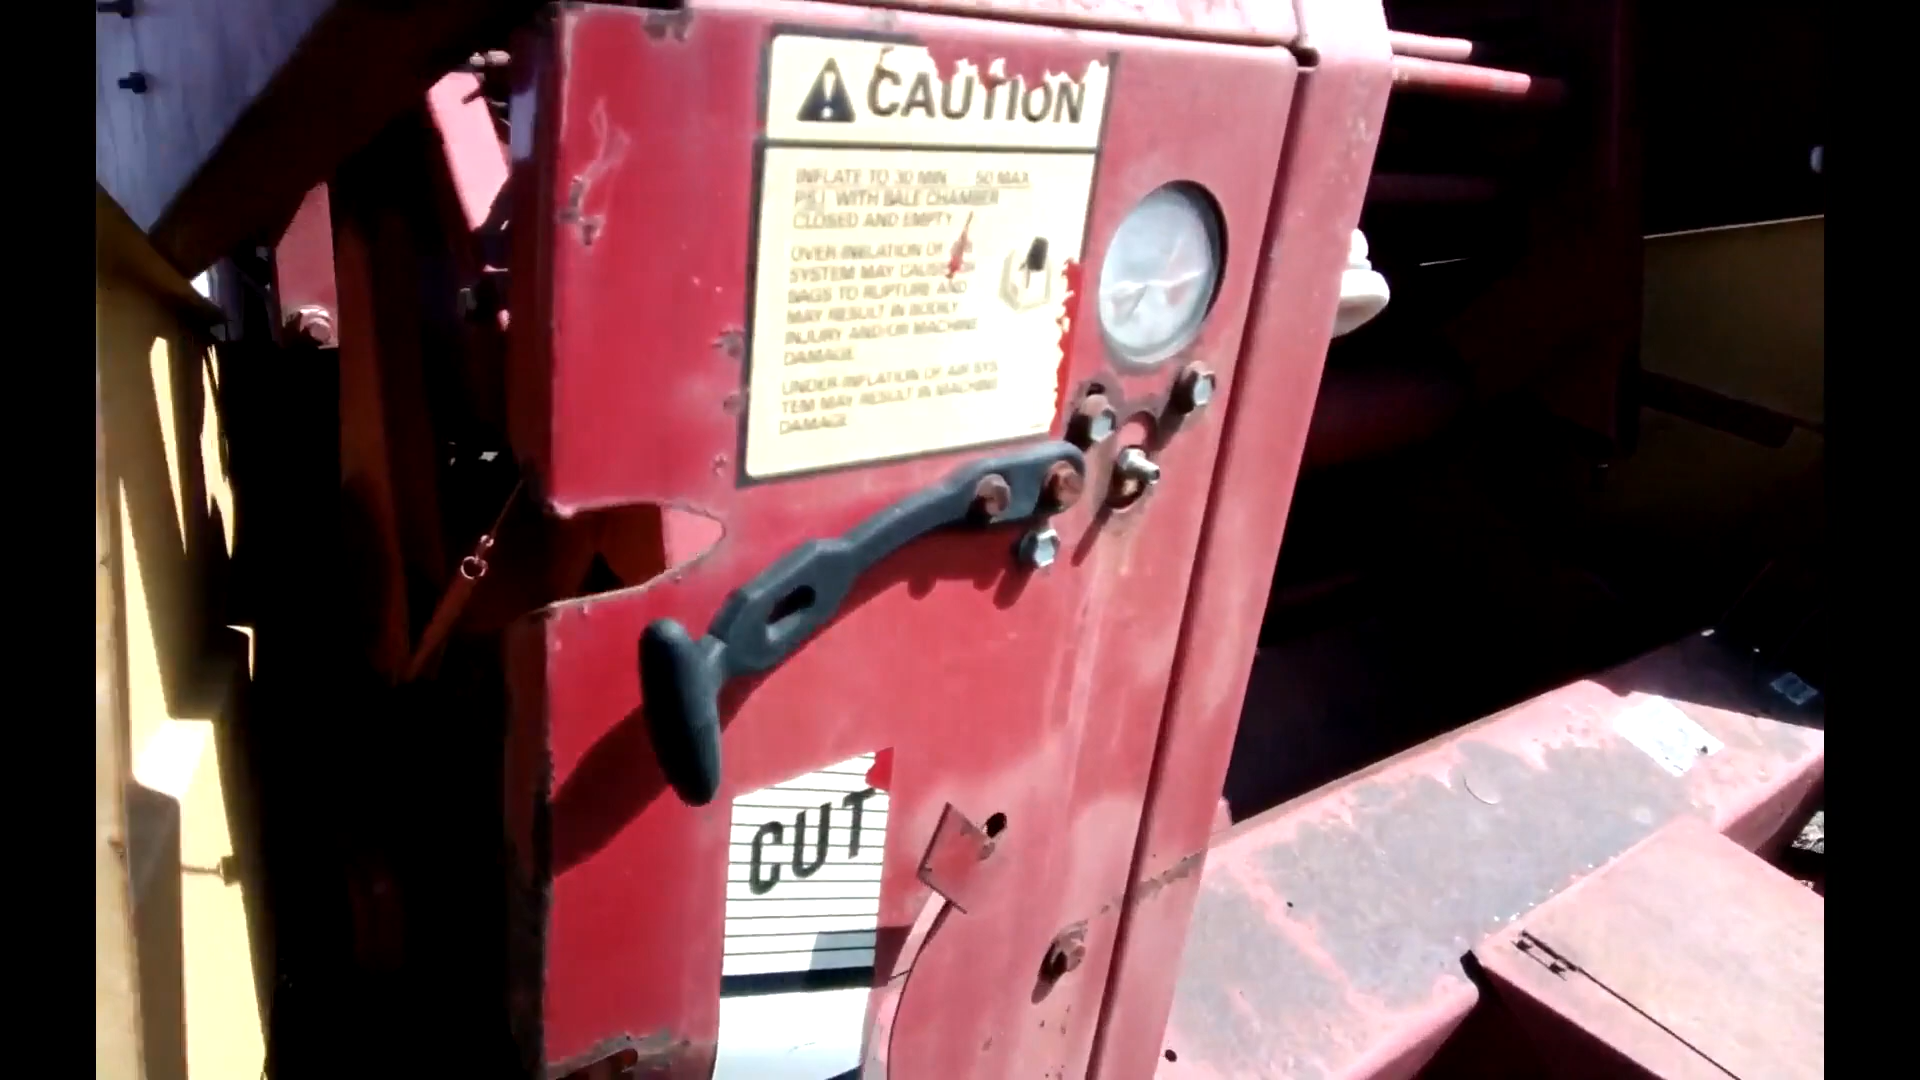 CAUTION
INFLATE TO 30 MIN. 50 MAX
P.S.I. WITH BALE CHAMBER
CLOSED AND EMPTY
OVER INFLATION OF AIR
SYSTEM MAY CAUSE
BAGS TO RUPTURE AND
MAY RESULT IN BODILY
INJURY AND/OR MACHINE
DAMAGE
UNDER INFLATION OF AIR SYS
TEM MAY RESULT IN MACHINE
DAMAGE
CUT